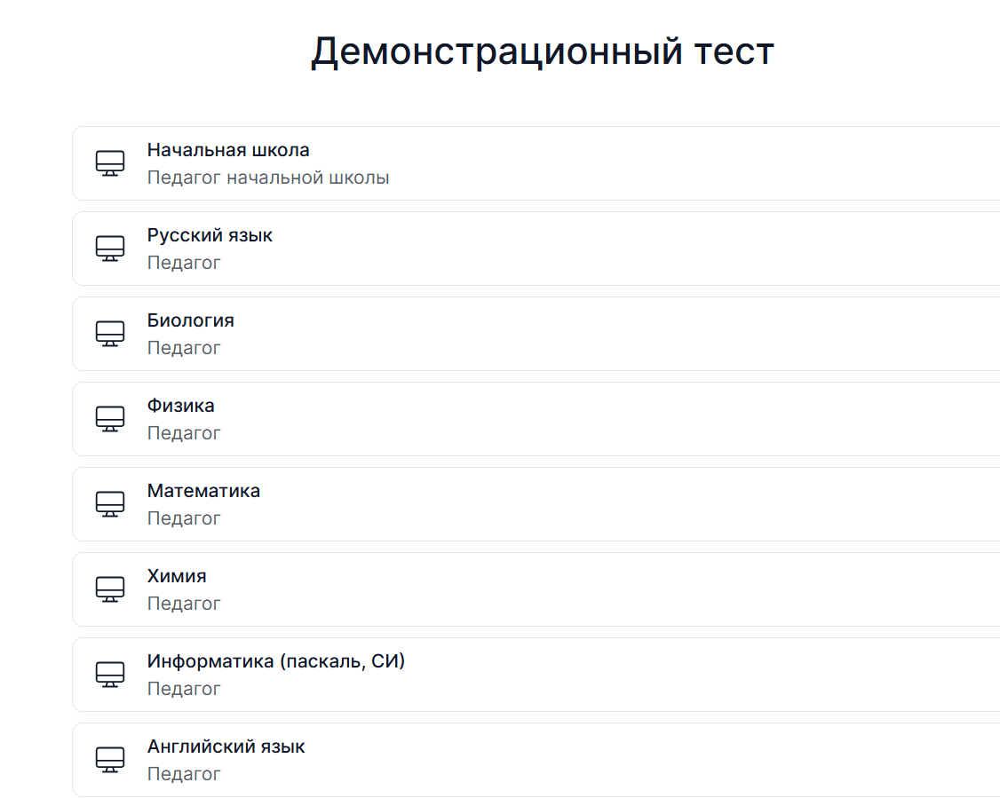 Демонстрационный тест
Начальная школа
Педагог начальной школы
Русский язык
Педагог
Биология
Педагог
Физика
Педагог
Математика
Педагог
Химия
Педагог
Информатика (паскаль, СИ)
Педагог
Английский язык
Педагог